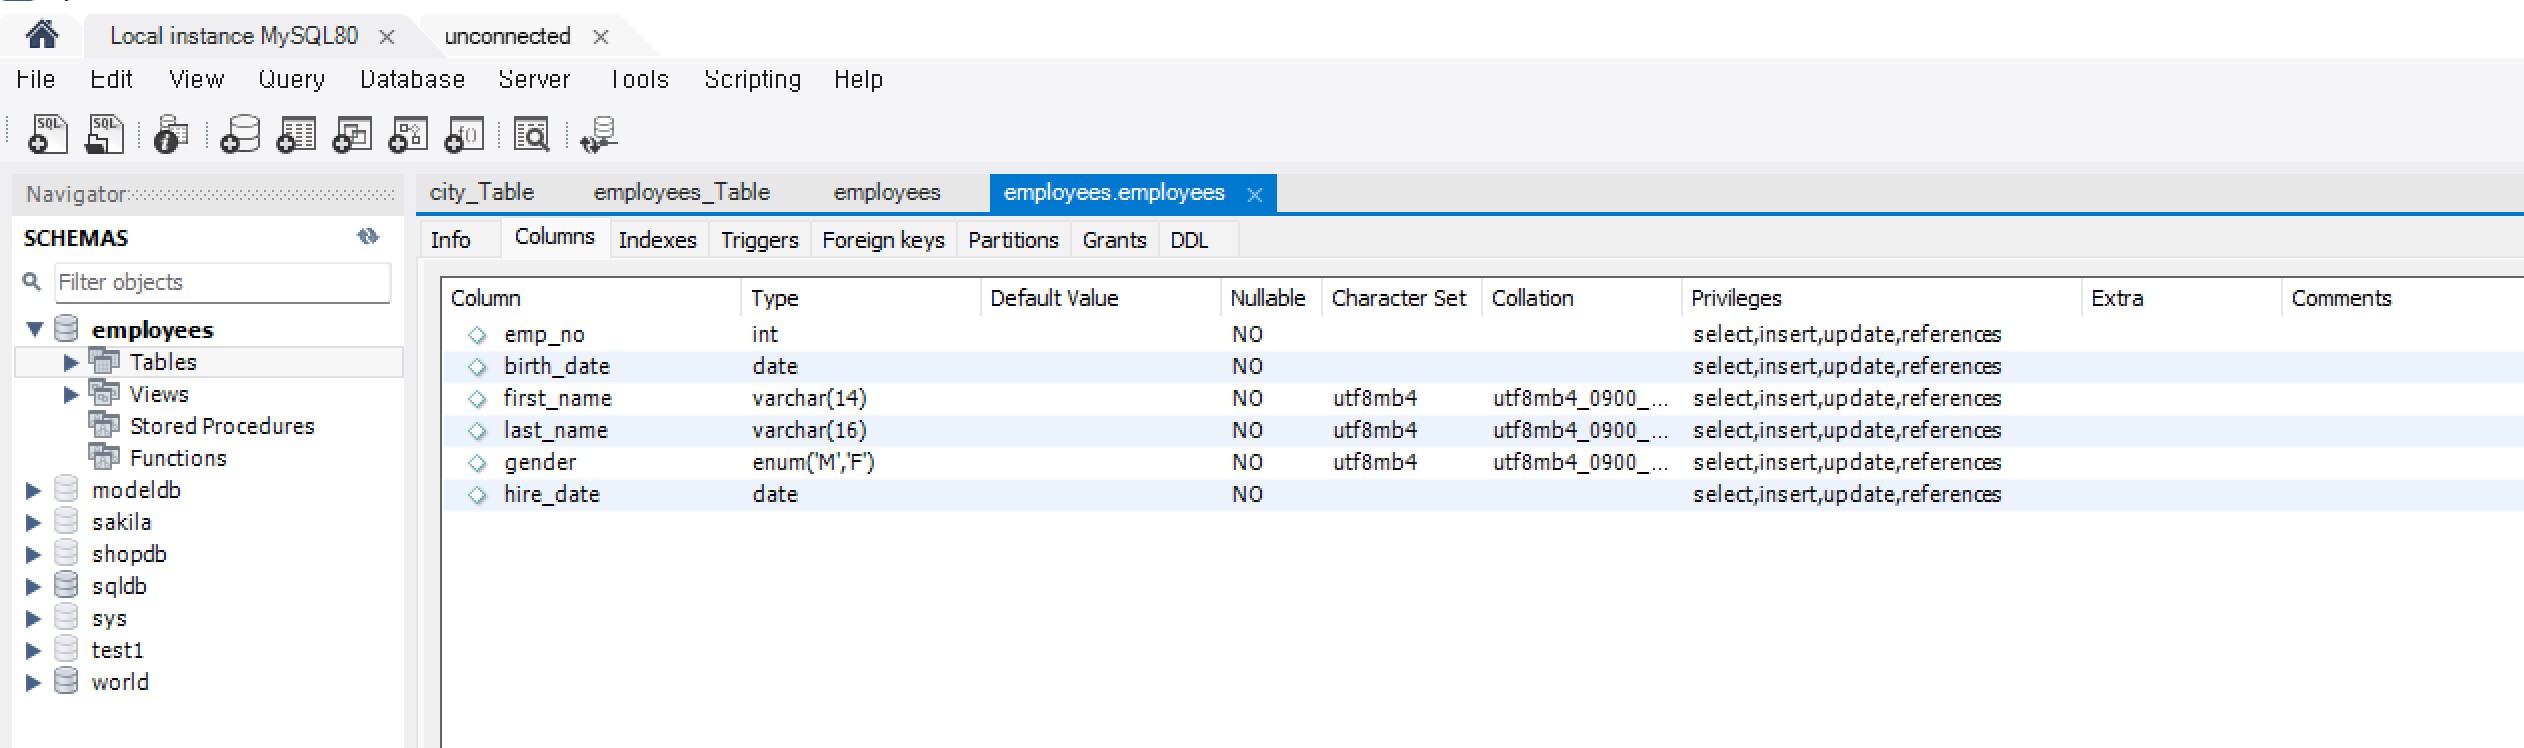 Local instance MySQL80 unconnected
File Edit View Query Database Server Tools Scripting Help
SQL SQL i f()
Navigator
SCHEMAS
Filter objects
employees
Tables
Views
Stored Procedures
Functions
modeldb
sakila
shopdb
sqldb
sys
test1
world
city_Table employees_Table employees employees.employees
Info Columns Indexes Triggers Foreign keys Partitions Grants DDL
Column Type Default Value Nullable Character Set Collation Privileges Extra Comments
emp_no int NO select,insert,update,references
birth_date date NO select,insert,update,references
first_name varchar(14) NO utf8mb4 utf8mb4_0900_... select,insert,update,references
last_name varchar(16) NO utf8mb4 utf8mb4_0900_... select,insert,update,references
gender enum('M','F') NO utf8mb4 utf8mb4_0900_... select,insert,update,references
hire_date date NO select,insert,update,references